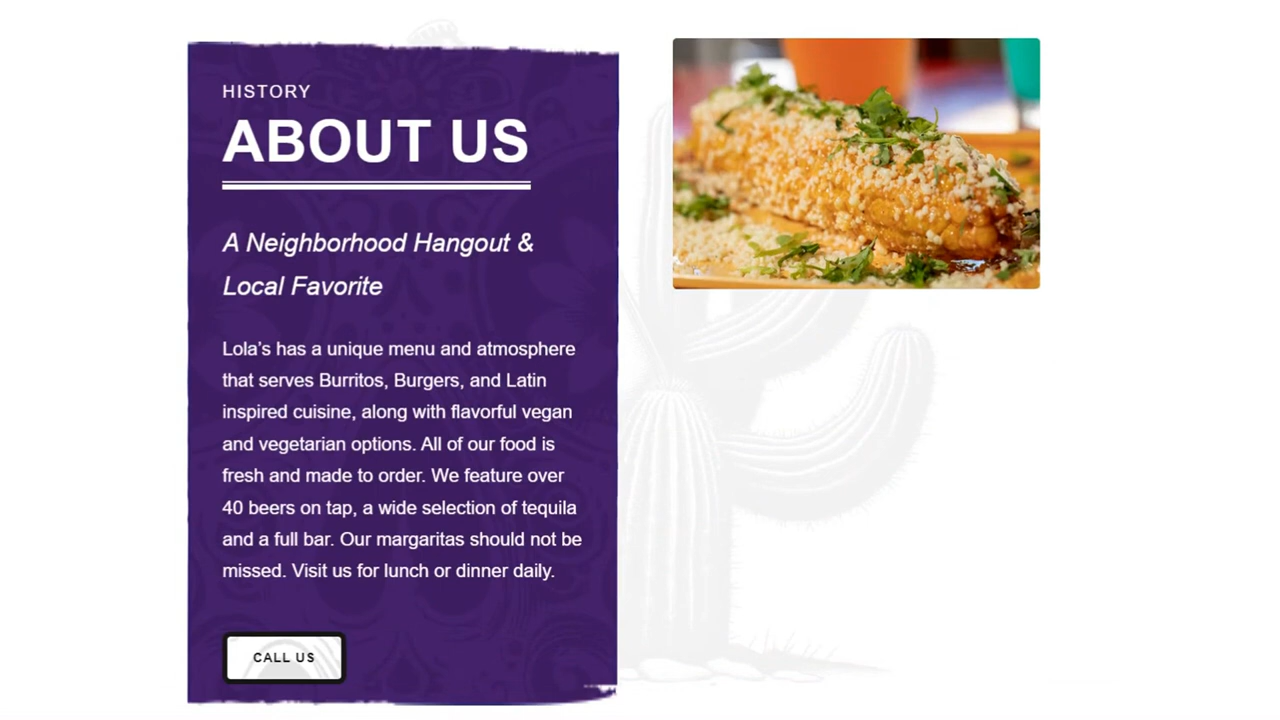 HISTORY
ABOUT US
A Neighborhood Hangout &
Local Favorite
Lola’s has a unique menu and atmosphere
that serves Burritos, Burgers, and Latin
inspired cuisine, along with flavorful vegan
and vegetarian options. All of our food is
fresh and made to order. We feature over
40 beers on tap, a wide selection of tequila
and a full bar. Our margaritas should not be
missed. Visit us for lunch or dinner daily.
CALL US